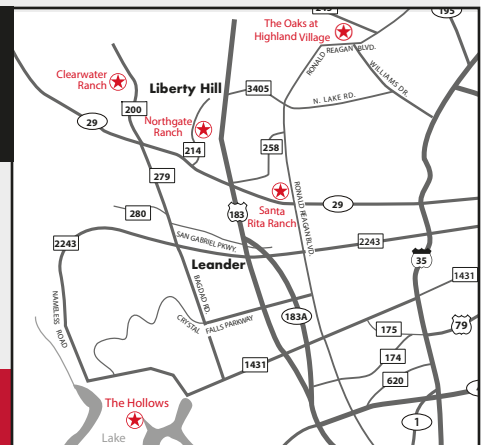 243
195
The Oaks at
Highland Village
RONALD REAGAN BLVD.
WILLIAMS DR.
Clearwater
Ranch
Liberty Hill
3405
N. LAKE RD.
200
29
Northgate
Ranch
214
258
279
RONALD REAGAN BLVD.
Santa
Rita Ranch
29
280
183
SAN GABRIEL PKWY.
2243
2243
Leander
35
1431
BAGDAD RD.
NAMELESS ROAD
CRYSTAL FALLS PARKWAY
183A
175
79
174
1431
620
The Hollows
Lake
1